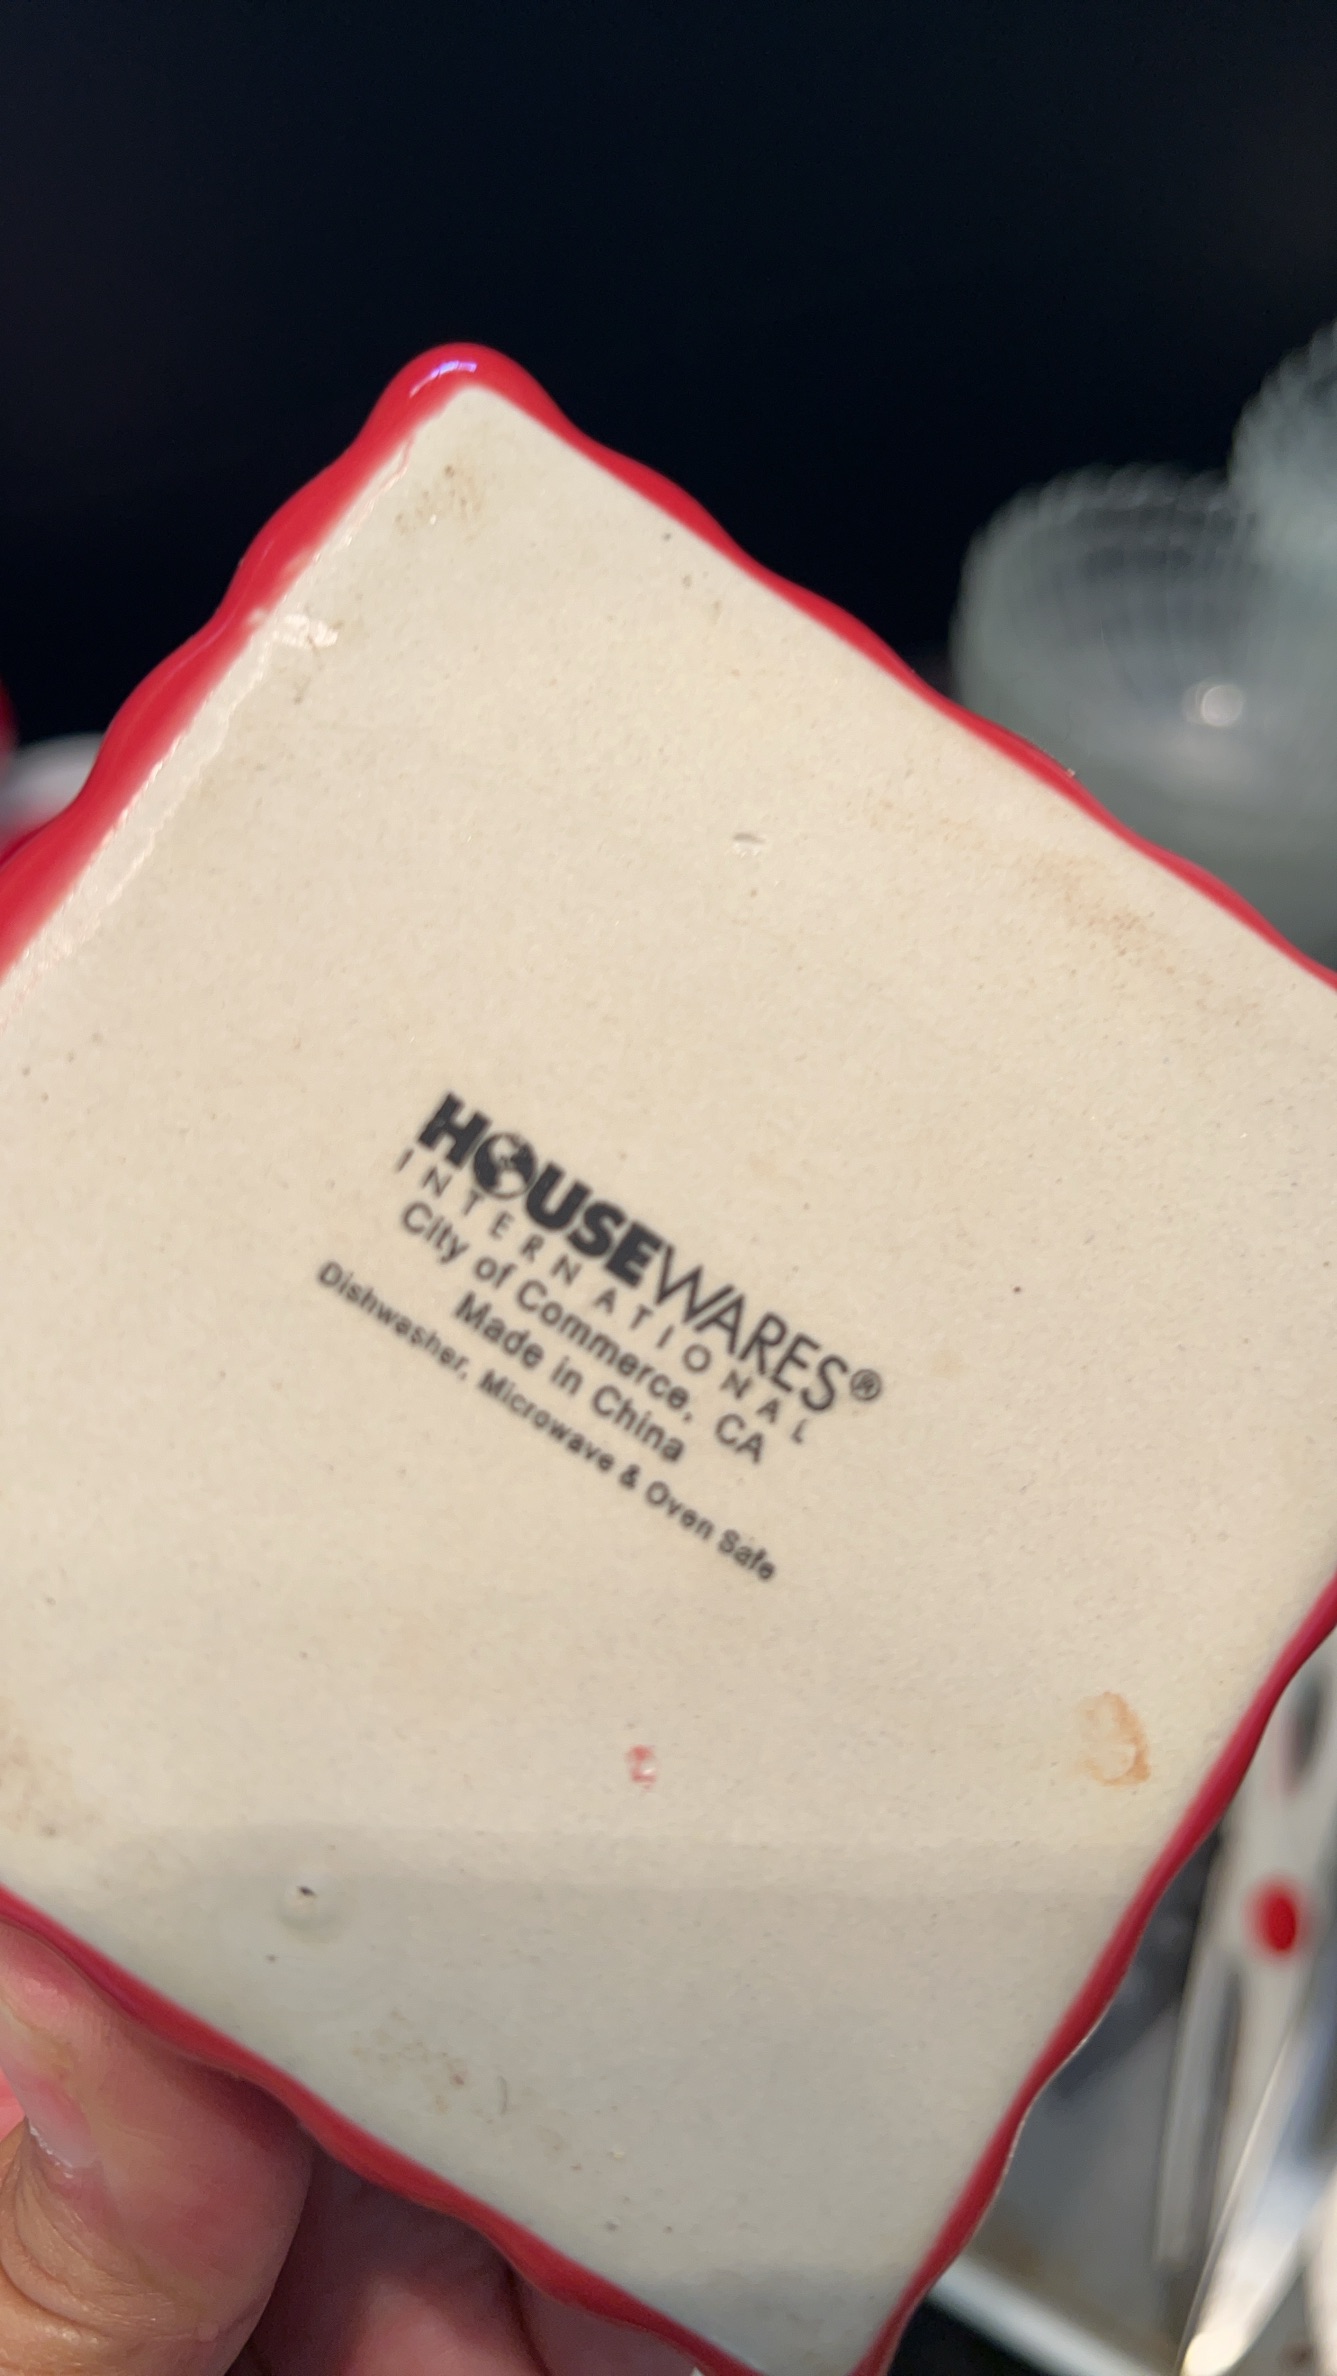 HOUSEWARES®
INTERNATIONAL
City of Commerce, CA
Made in China
Dishwasher, Microwave & Oven Safe